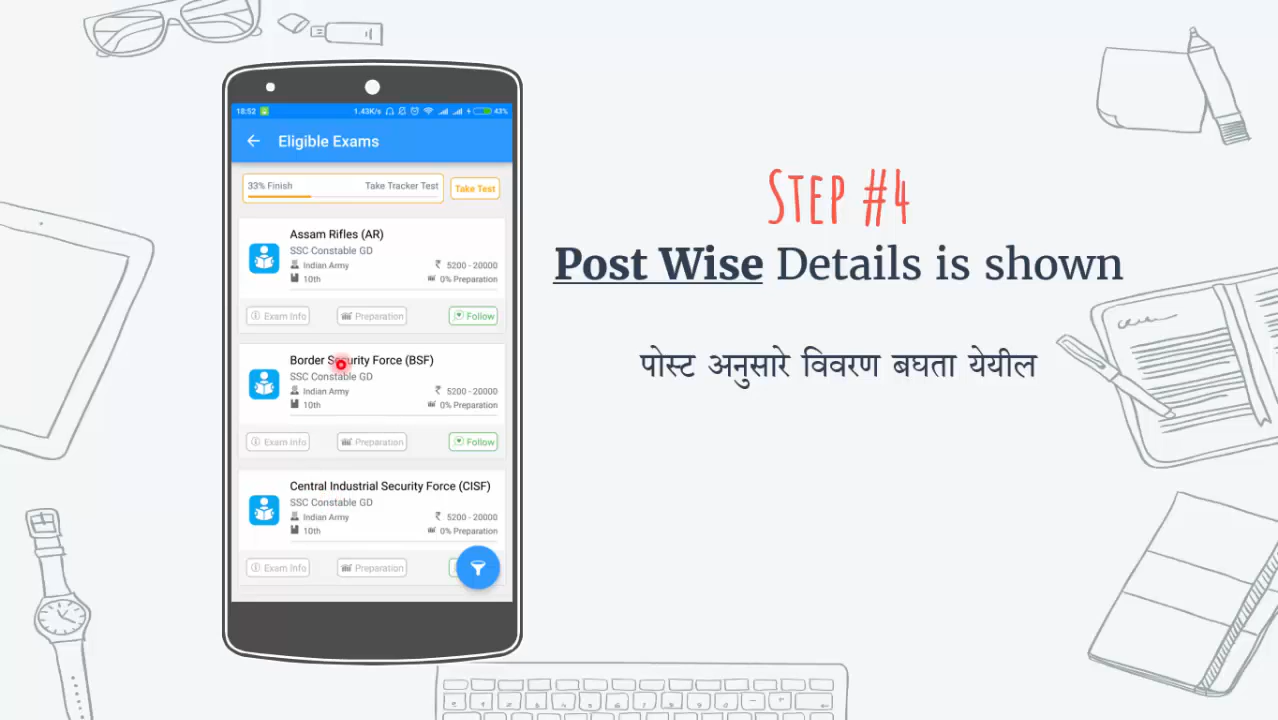 18:52 1.43K/s 43%
Eligible Exams
33% Finish Take Tracker Test Take Test
Assam Rifles (AR)
SSC Constable GD
Indian Army ₹ 5200 - 20000
10th 0% Preparation
Exam Info Preparation Follow
Border Security Force (BSF)
SSC Constable GD
Indian Army ₹ 5200 - 20000
10th 0% Preparation
Exam Info Preparation Follow
Central Industrial Security Force (CISF)
SSC Constable GD
Indian Army ₹ 5200 - 20000
10th 0% Preparation
Exam Info Preparation
STEP #4
Post Wise Details is shown
पोस्ट अनुसारे विवरण बघता येयील